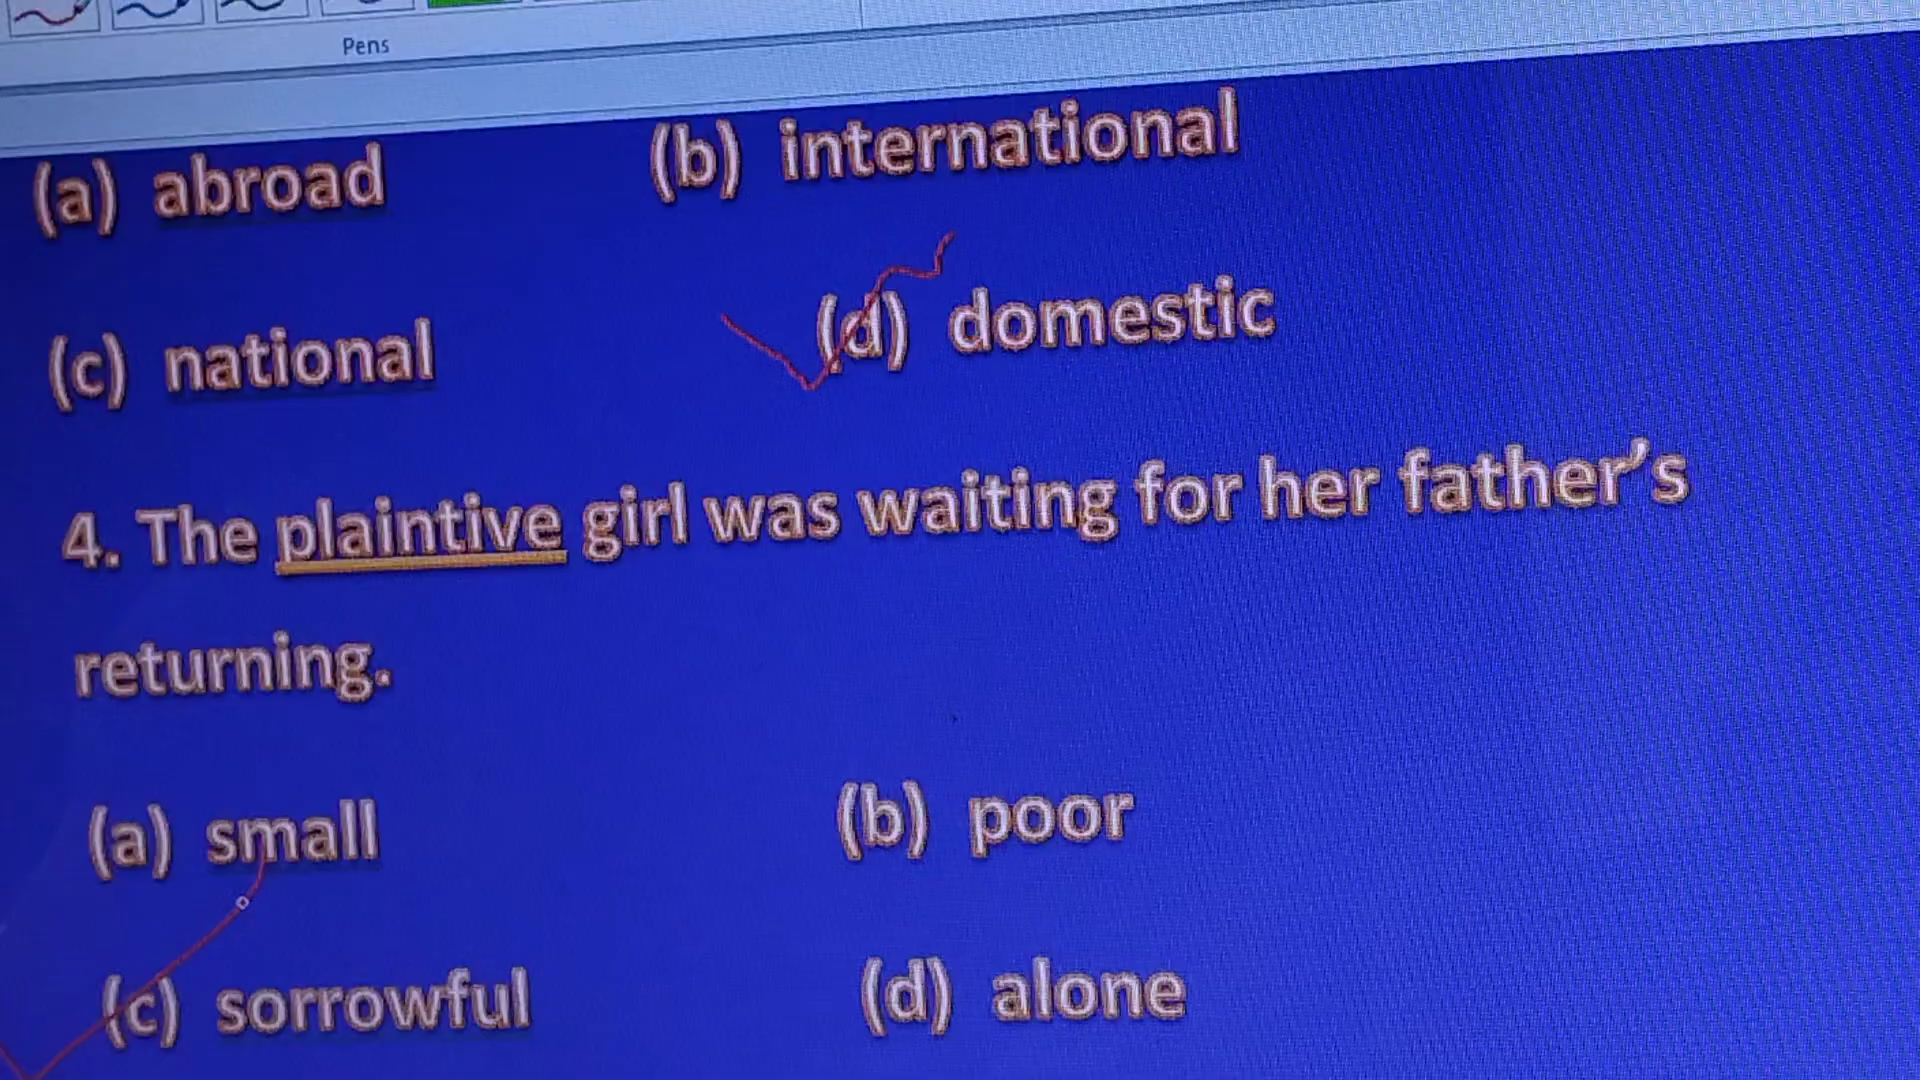 Pens
(a) abroad (b) international
(c) national (d) domestic
4. The plaintive girl was waiting for her father's
returning.
(a) small (b) poor
(c) sorrowful (d) alone